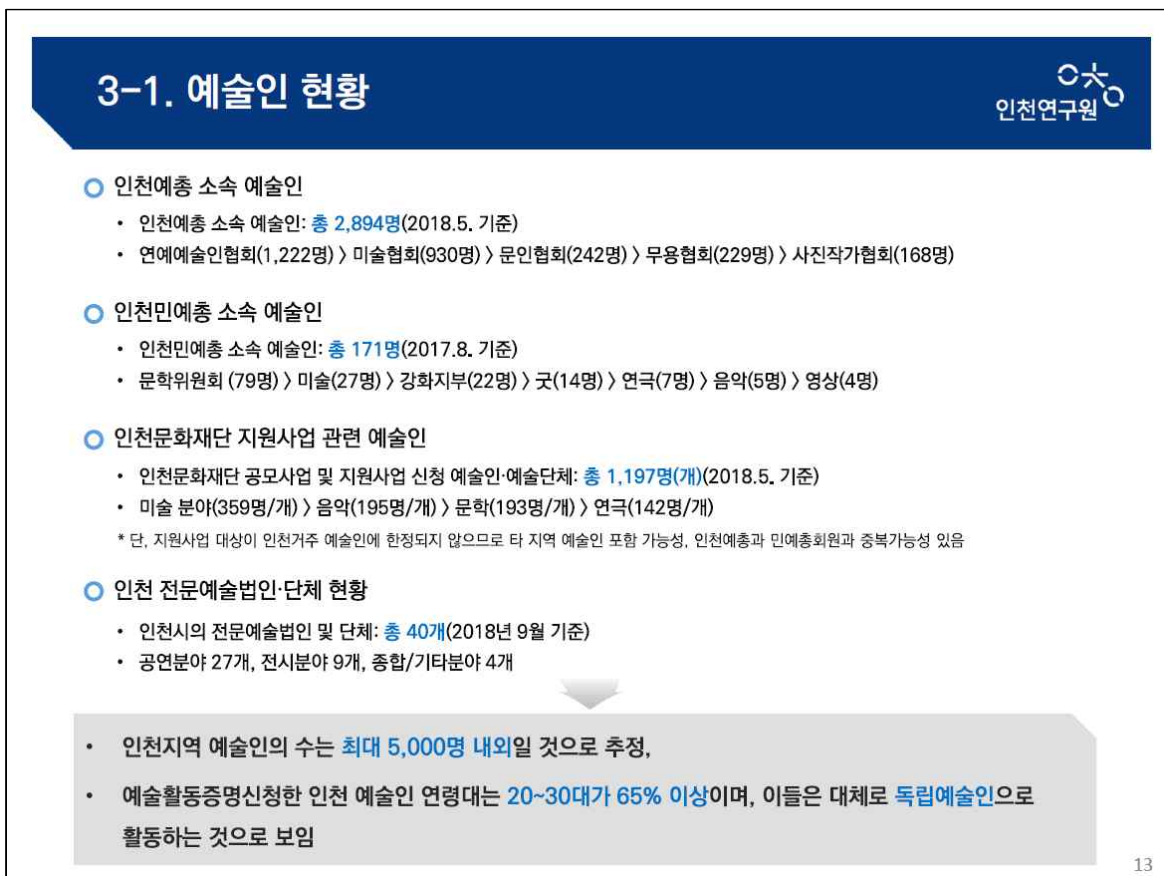 3-1. 예술인 현황
인천연구원
인천예총 소속 예술인
• 인천예총 소속 예술인: 총 2,894명(2018.5. 기준)
• 연예예술인협회(1,222명) 〉 미술협회(930명) 〉 문인협회(242명) 〉 무용협회(229명) 〉 사진작가협회(168명)
인천민예총 소속 예술인
• 인천민예총 소속 예술인: 총 171명(2017.8. 기준)
• 문학위원회 (79명) 〉 미술(27명) 〉 강화지부(22명) 〉 굿(14명) 〉 연극(7명) 〉 음악(5명) 〉 영상(4명)
인천문화재단 지원사업 관련 예술인
• 인천문화재단 공모사업 및 지원사업 신청 예술인·예술단체: 총 1,197명(개)(2018.5. 기준)
• 미술 분야(359명/개) 〉 음악(195명/개) 〉 문학(193명/개) 〉 연극(142명/개)
* 단, 지원사업 대상이 인천거주 예술인에 한정되지 않으므로 타 지역 예술인 포함 가능성, 인천예총과 민예총회원과 중복가능성 있음
인천 전문예술법인·단체 현황
• 인천시의 전문예술법인 및 단체: 총 40개(2018년 9월 기준)
• 공연분야 27개, 전시분야 9개, 종합/기타분야 4개
• 인천지역 예술인의 수는 최대 5,000명 내외일 것으로 추정,
• 예술활동증명신청한 인천 예술인 연령대는 20~30대가 65% 이상이며, 이들은 대체로 독립예술인으로
활동하는 것으로 보임
13